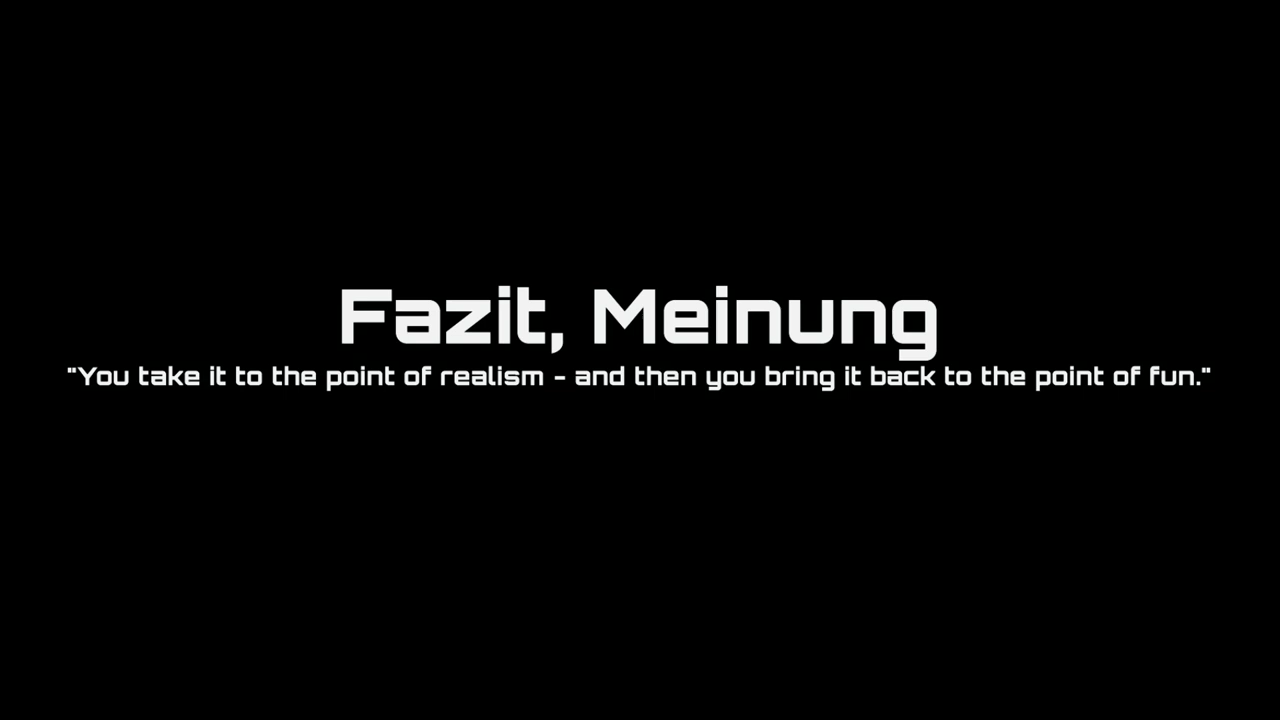 Fazit, Meinung
"You take it to the point of realism - and then you bring it back to the point of fun."